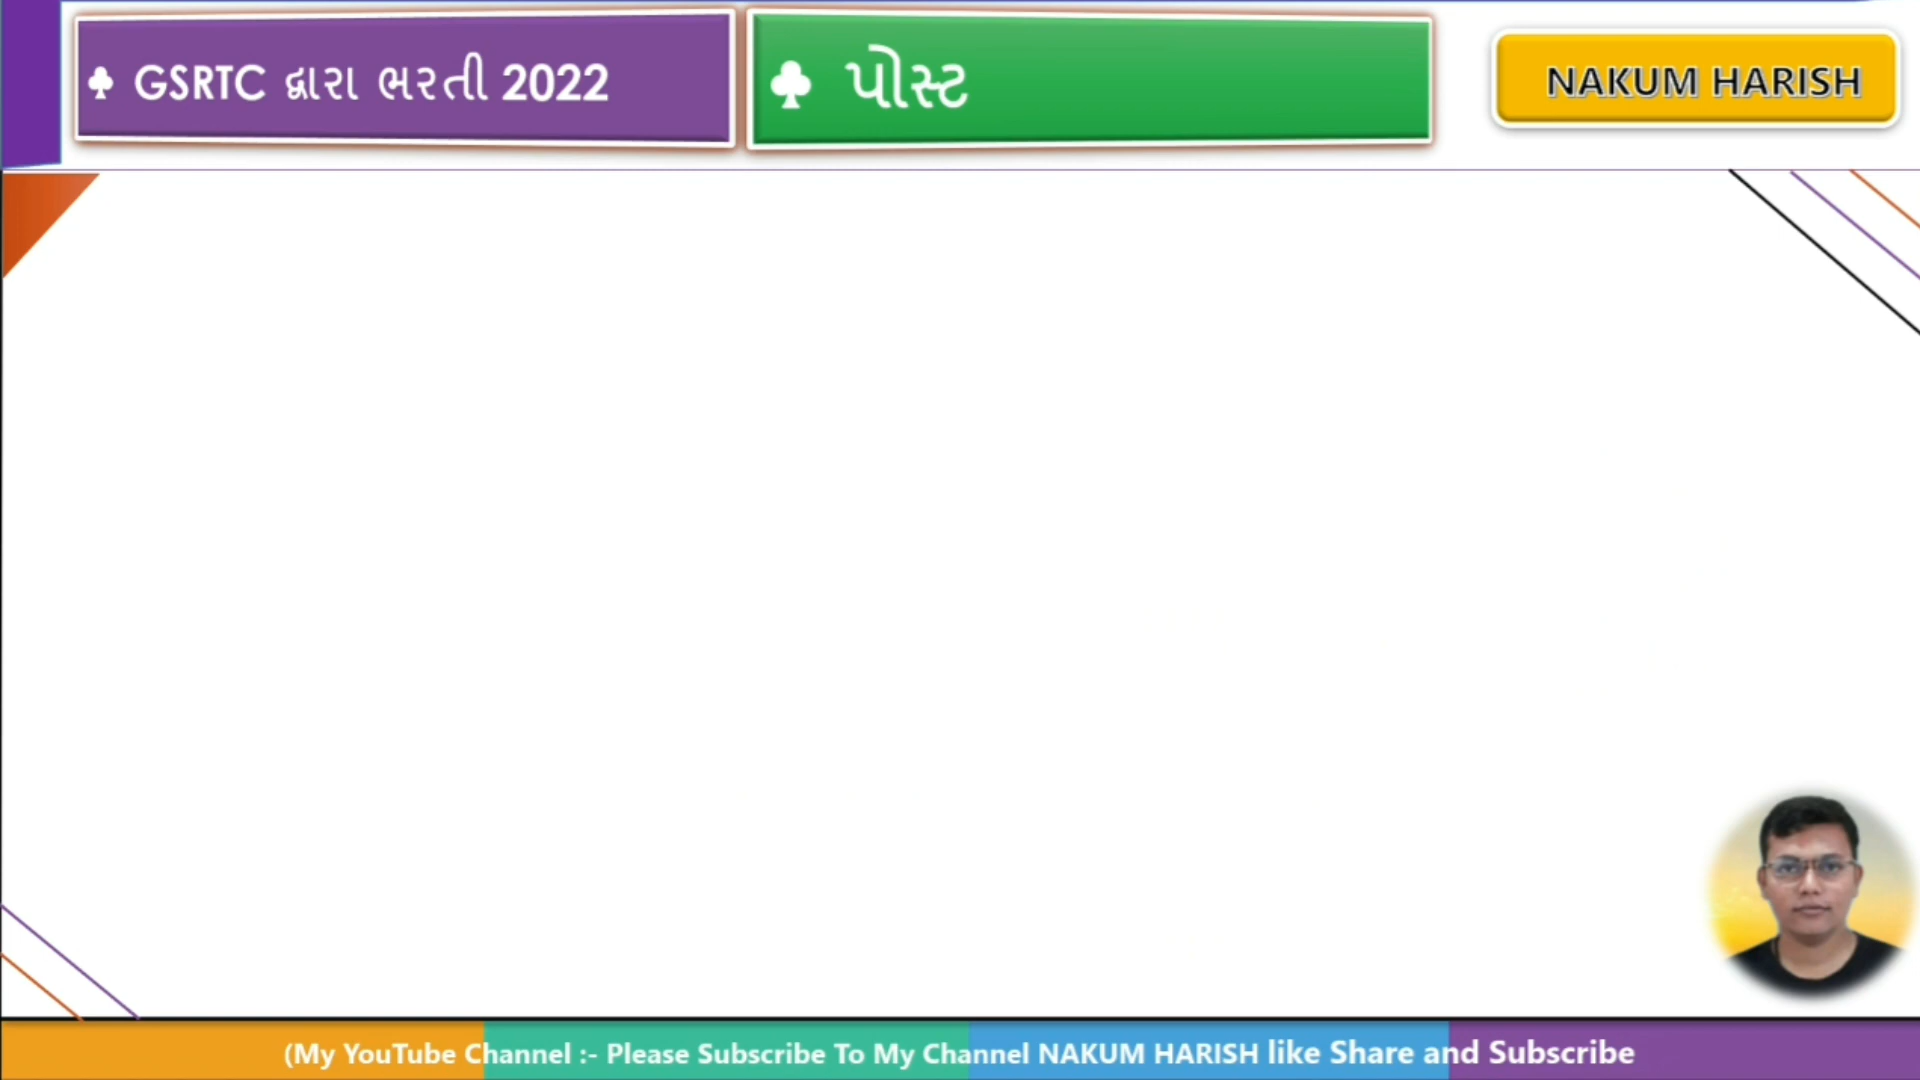 ♣ GSRTC દ્વારા ભરતી 2022
♣ પોસ્ટ
NAKUM HARISH
(My YouTube Channel :- Please Subscribe To My Channel NAKUM HARISH like Share and Subscribe